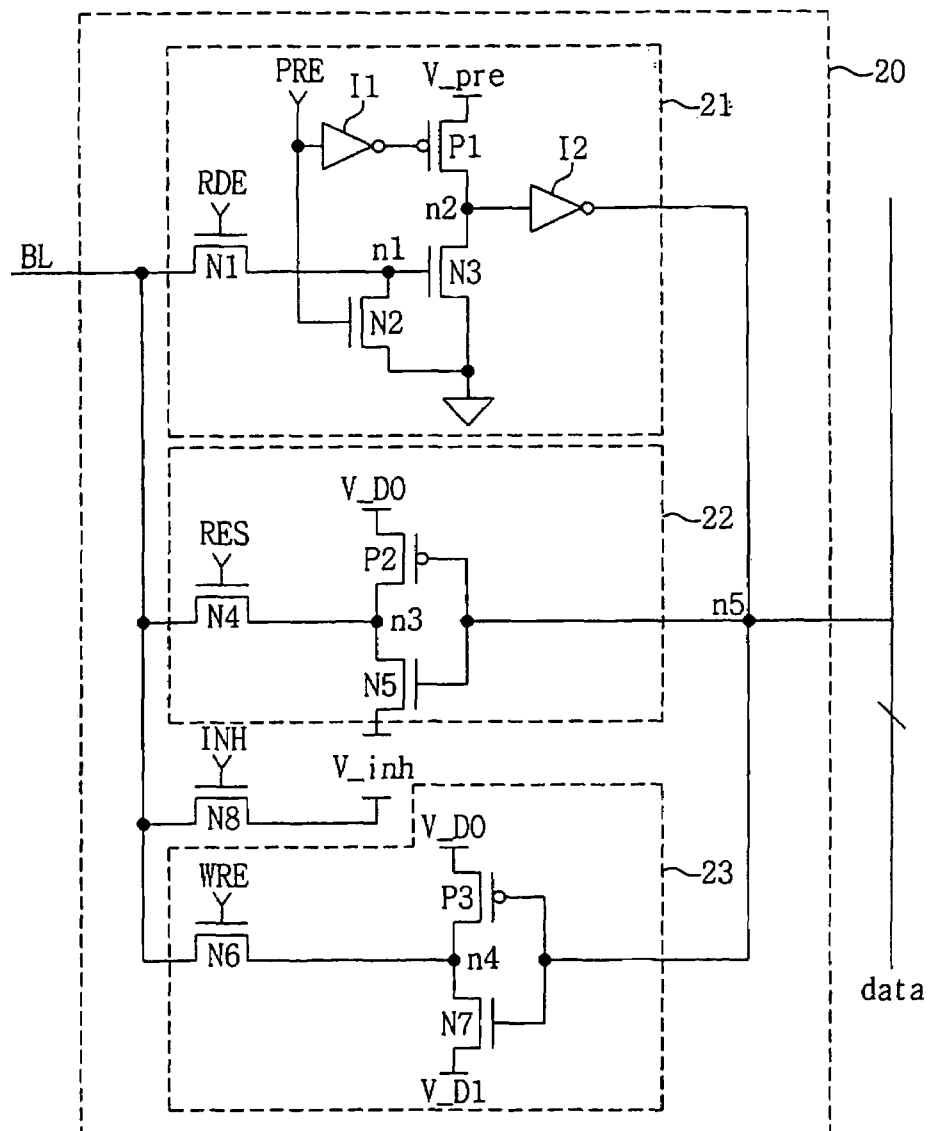 PRE
I1
V_pre
20
21
P1
I2
RDE
n2
BL
N1
n1
N3
N2
V_D0
22
RES
P2
n5
N4
n3
N5
INH
V_inh
N8
V_D0
23
WRE
P3
N6
n4
N7
data
V_D1